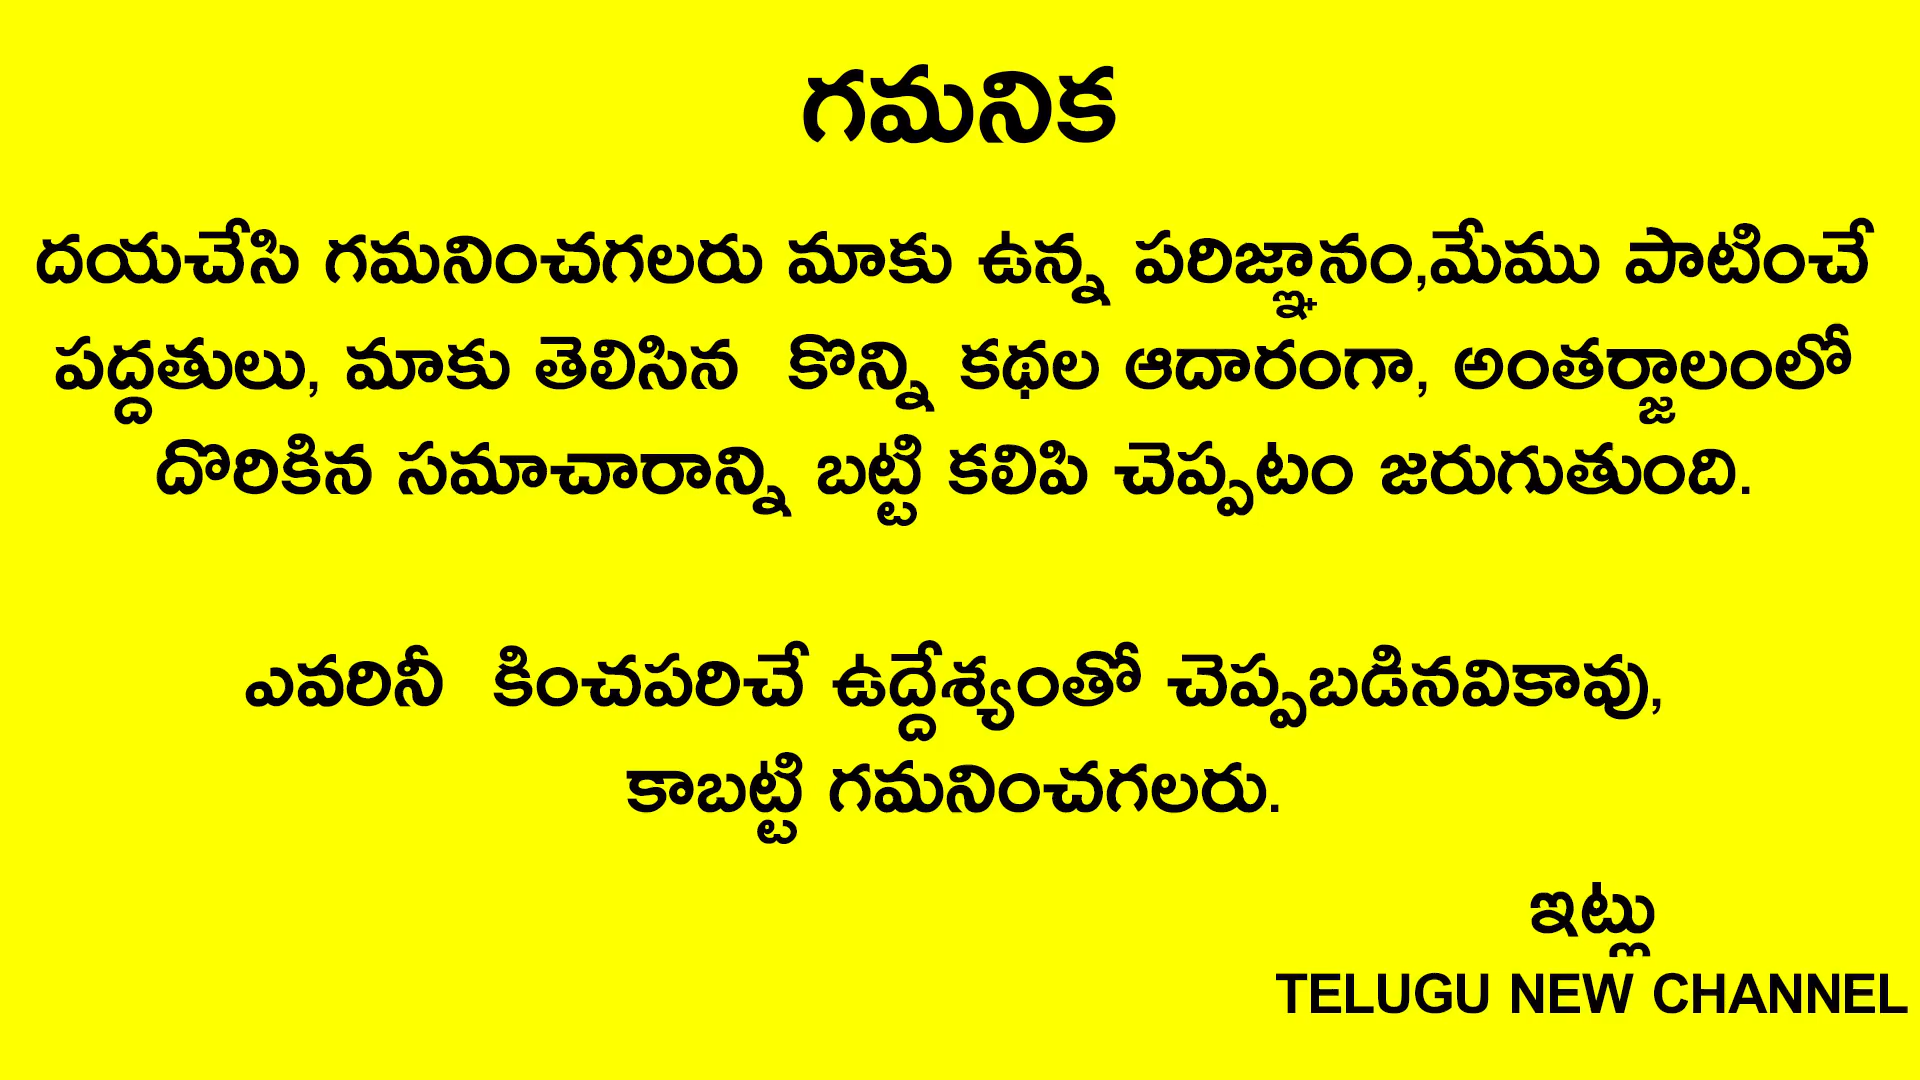 గమనిక
దయచేసి గమనించగలరు మాకు ఉన్న పరిజ్ఞానం,మేము పాటించే
పద్దతులు, మాకు తెలిసిన కొన్ని కథల ఆదారంగా, అంతర్జాలంలో
దొరికిన సమాచారాన్ని బట్టి కలిపి చెప్పటం జరుగుతుంది.
ఎవరినీ కించపరిచే ఉద్దేశ్యంతో చెప్పబడినవికావు,
కాబట్టి గమనించగలరు.
ఇట్లు
TELUGU NEW CHANNEL